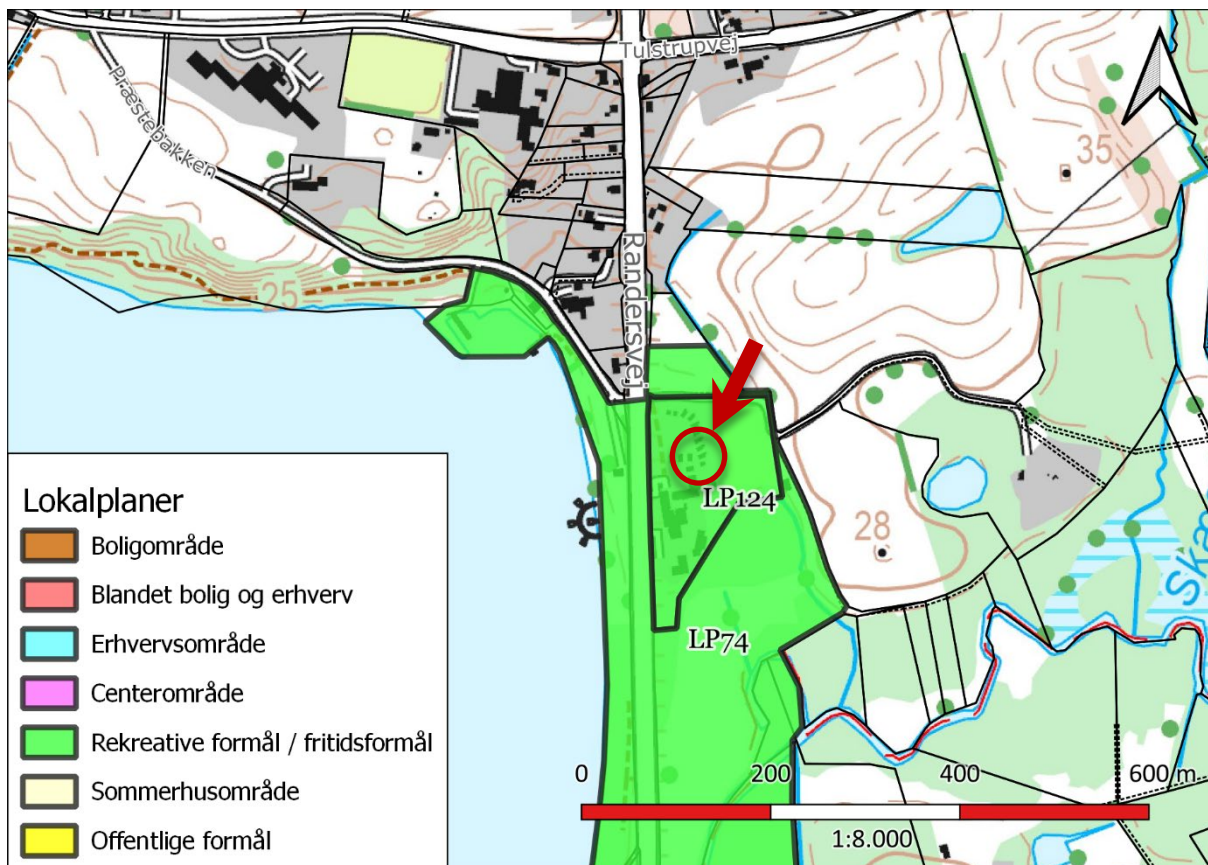 Tulstrupvej
Præstebakken
35
25
Randersvej
LP124
28
LP74
Skæ
Lokalplaner
Boligområde
Blandet bolig og erhverv
Erhvervsområde
Centerområde
Rekreative formål / fritidsformål
Sommerhusområde
Offentlige formål
0 200 400 600 m
1:8.000